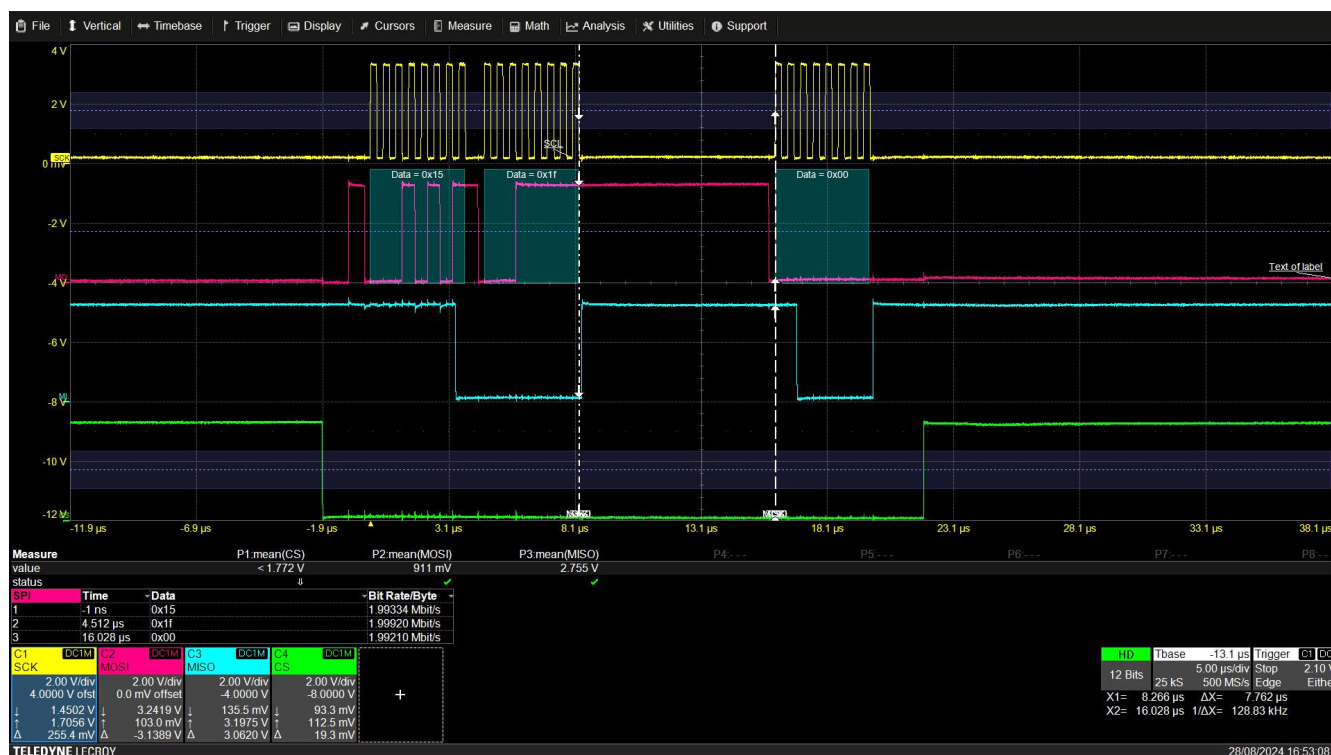 File Vertical Timebase Trigger Display Cursors Measure Math Analysis Utilities Support
4 V
2 V
SCK
0 mV
SCL
Data = 0x15 Data = 0x1f Data = 0x00
-2 V
MO
-4 V
Text of label
-6 V
MI
-8 V
-10 V
-12 V
-11.9 µs -6.9 µs -1.9 µs 3.1 µs 8.1 µs 13.1 µs 18.1 µs 23.1 µs 28.1 µs 33.1 µs 38.1 µs
Measure P1:mean(CS) P2:mean(MOSI) P3:mean(MISO) P4:--- P5:--- P6:--- P7:--- P8:--
value < 1.772 V 911 mV 2.755 V
status
SPI Time Data Bit Rate/Byte
1 -1 ns 0x15 1.99334 Mbit/s
2 4.512 µs 0x1f 1.99920 Mbit/s
3 16.028 µs 0x00 1.99210 Mbit/s
C1 DC1M C2 DC1M C3 DC1M C4 DC1M
SCK MOSI MISO CS
2.00 V/div 2.00 V/div 2.00 V/div 2.00 V/div
4.0000 V ofst 0.0 mV offset -4.0000 V -8.0000 V
↓ 1.4502 V ↓ 3.2419 V ↓ 135.5 mV ↓ 93.3 mV
↑ 1.7056 V ↑ 103.0 mV ↑ 3.1975 V ↑ 112.5 mV
Δ 255.4 mV Δ -3.1389 V Δ 3.0620 V Δ 19.3 mV
+
HD Tbase -13.1 µs Trigger C1 DC
12 Bits 5.00 µs/div Stop 2.10 V
25 kS 500 MS/s Edge Eithe
X1= 8.266 µs ΔX= 7.762 µs
X2= 16.028 µs 1/ΔX= 128.83 kHz
TELEDYNE LECROY 28/08/2024 16:53:08